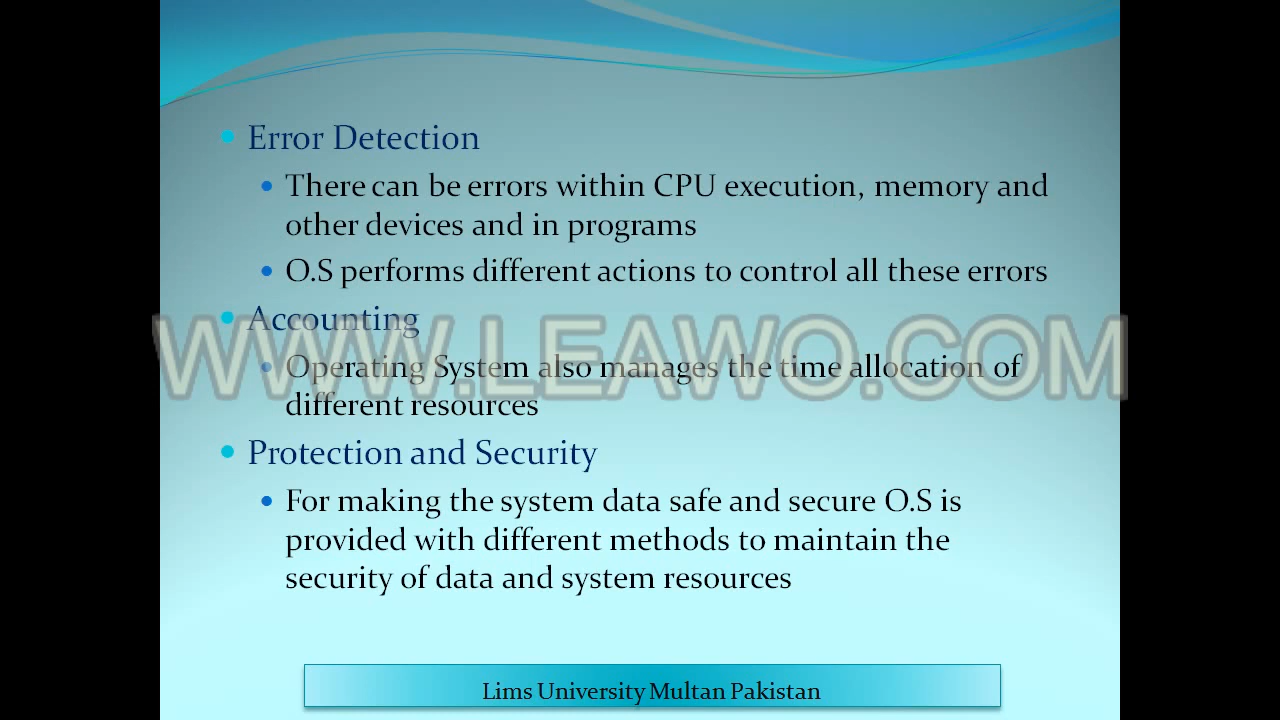 Error Detection
There can be errors within CPU execution, memory and
other devices and in programs
O.S performs different actions to control all these errors
Accounting
WWW.LEAWO.COM
Operating System also manages the time allocation of
different resources
Protection and Security
For making the system data safe and secure O.S is
provided with different methods to maintain the
security of data and system resources
Lims University Multan Pakistan